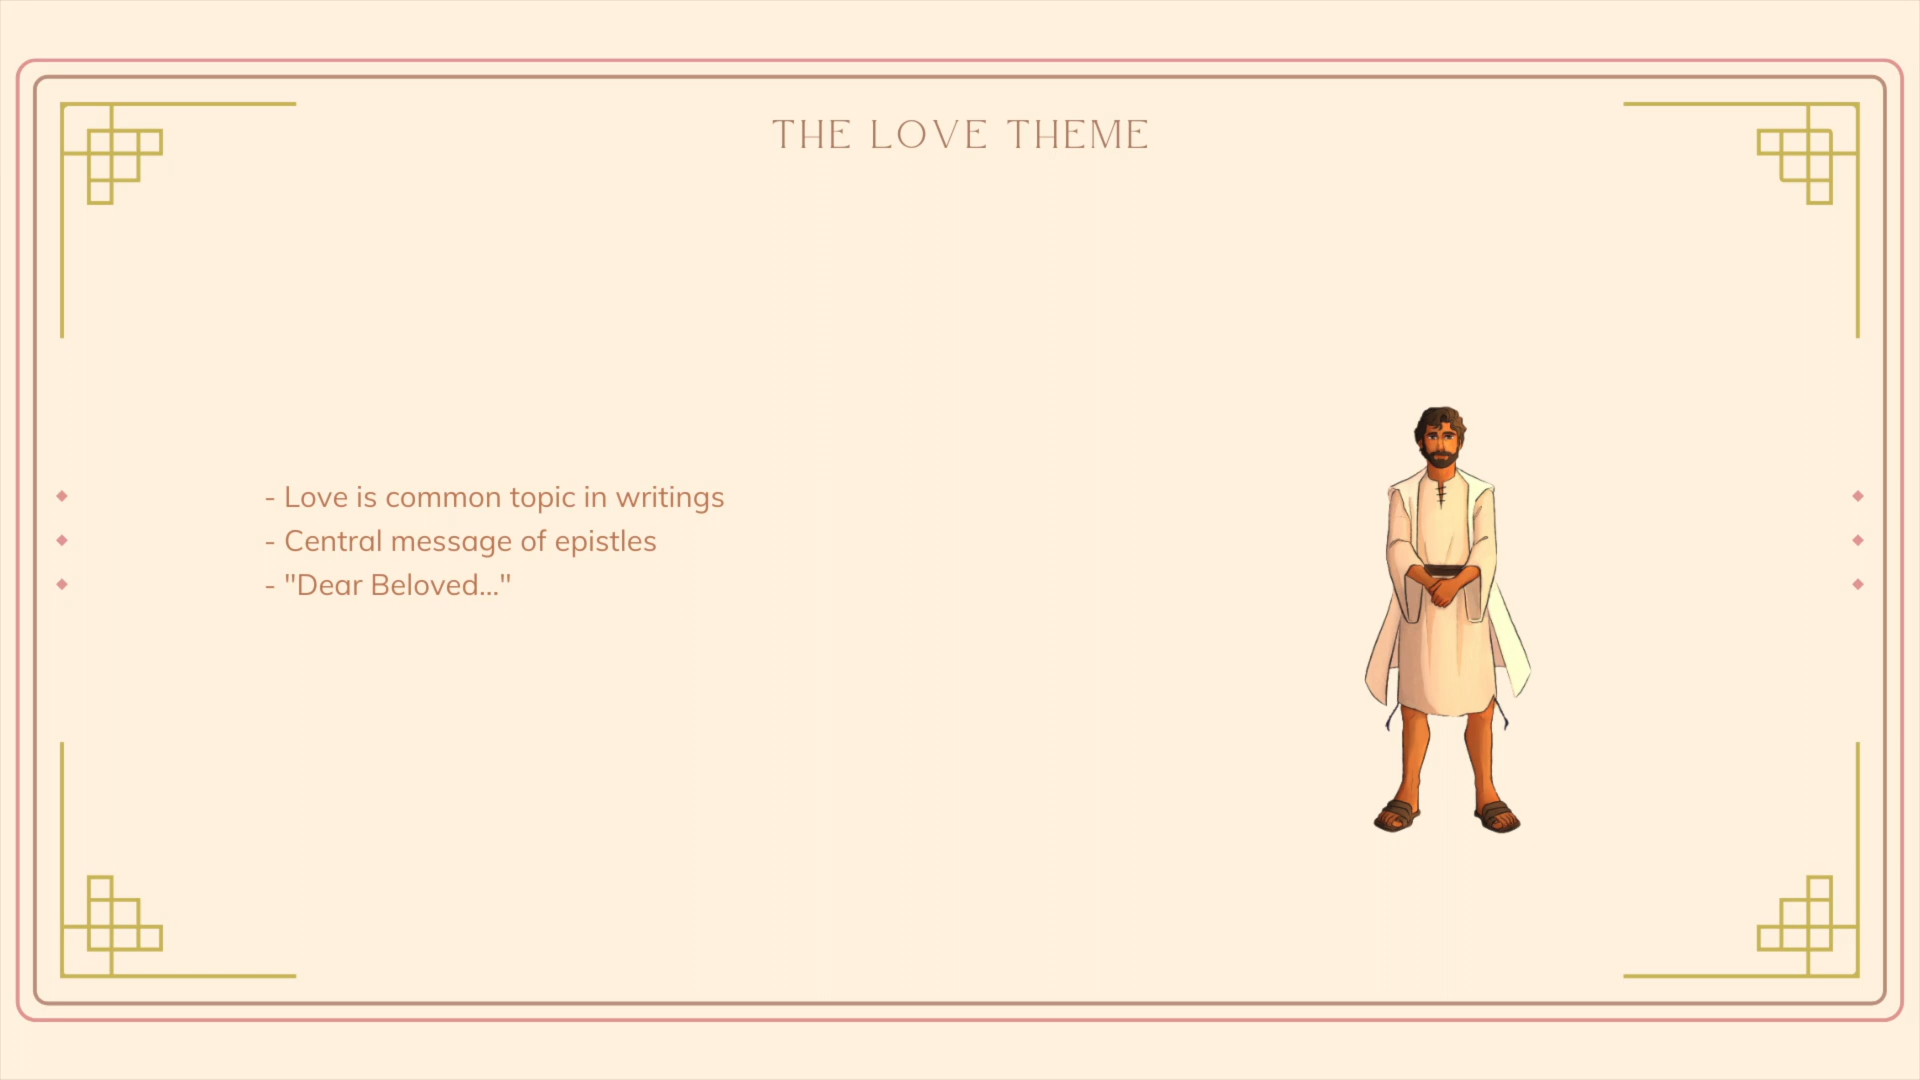 THE LOVE THEME
- Love is common topic in writings
- Central message of epistles
- "Dear Beloved..."